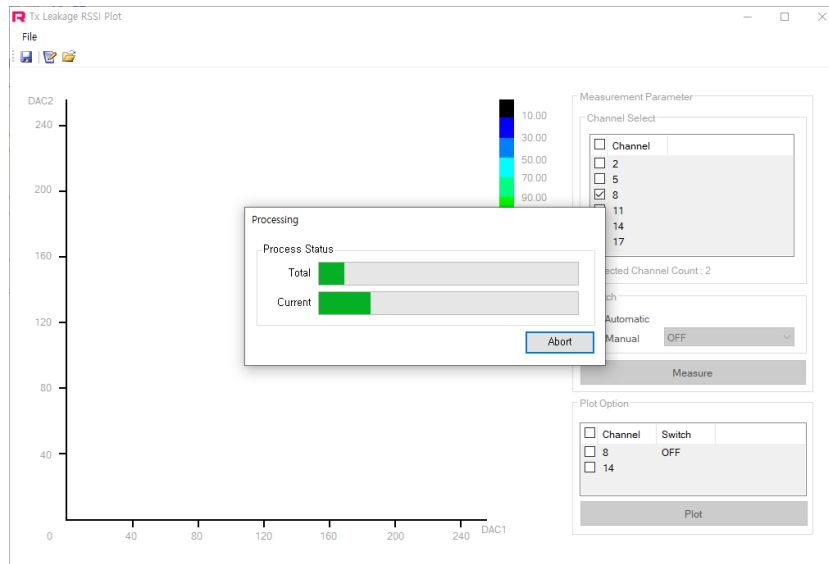 Tx Leakage RSSI Plot
File
DAC2
240
200
160
120
80
40
0
40
80
120
160
200
240
DAC1
10.00
30.00
50.00
70.00
90.00
Measurement Parameter
Channel Select
Channel
2
5
8
11
14
17
ected Channel Count : 2
ch
Automatic
Manual OFF
Measure
Plot Option
Channel Switch
8 OFF
14
Plot
Processing
Process Status
Total
Current
Abort